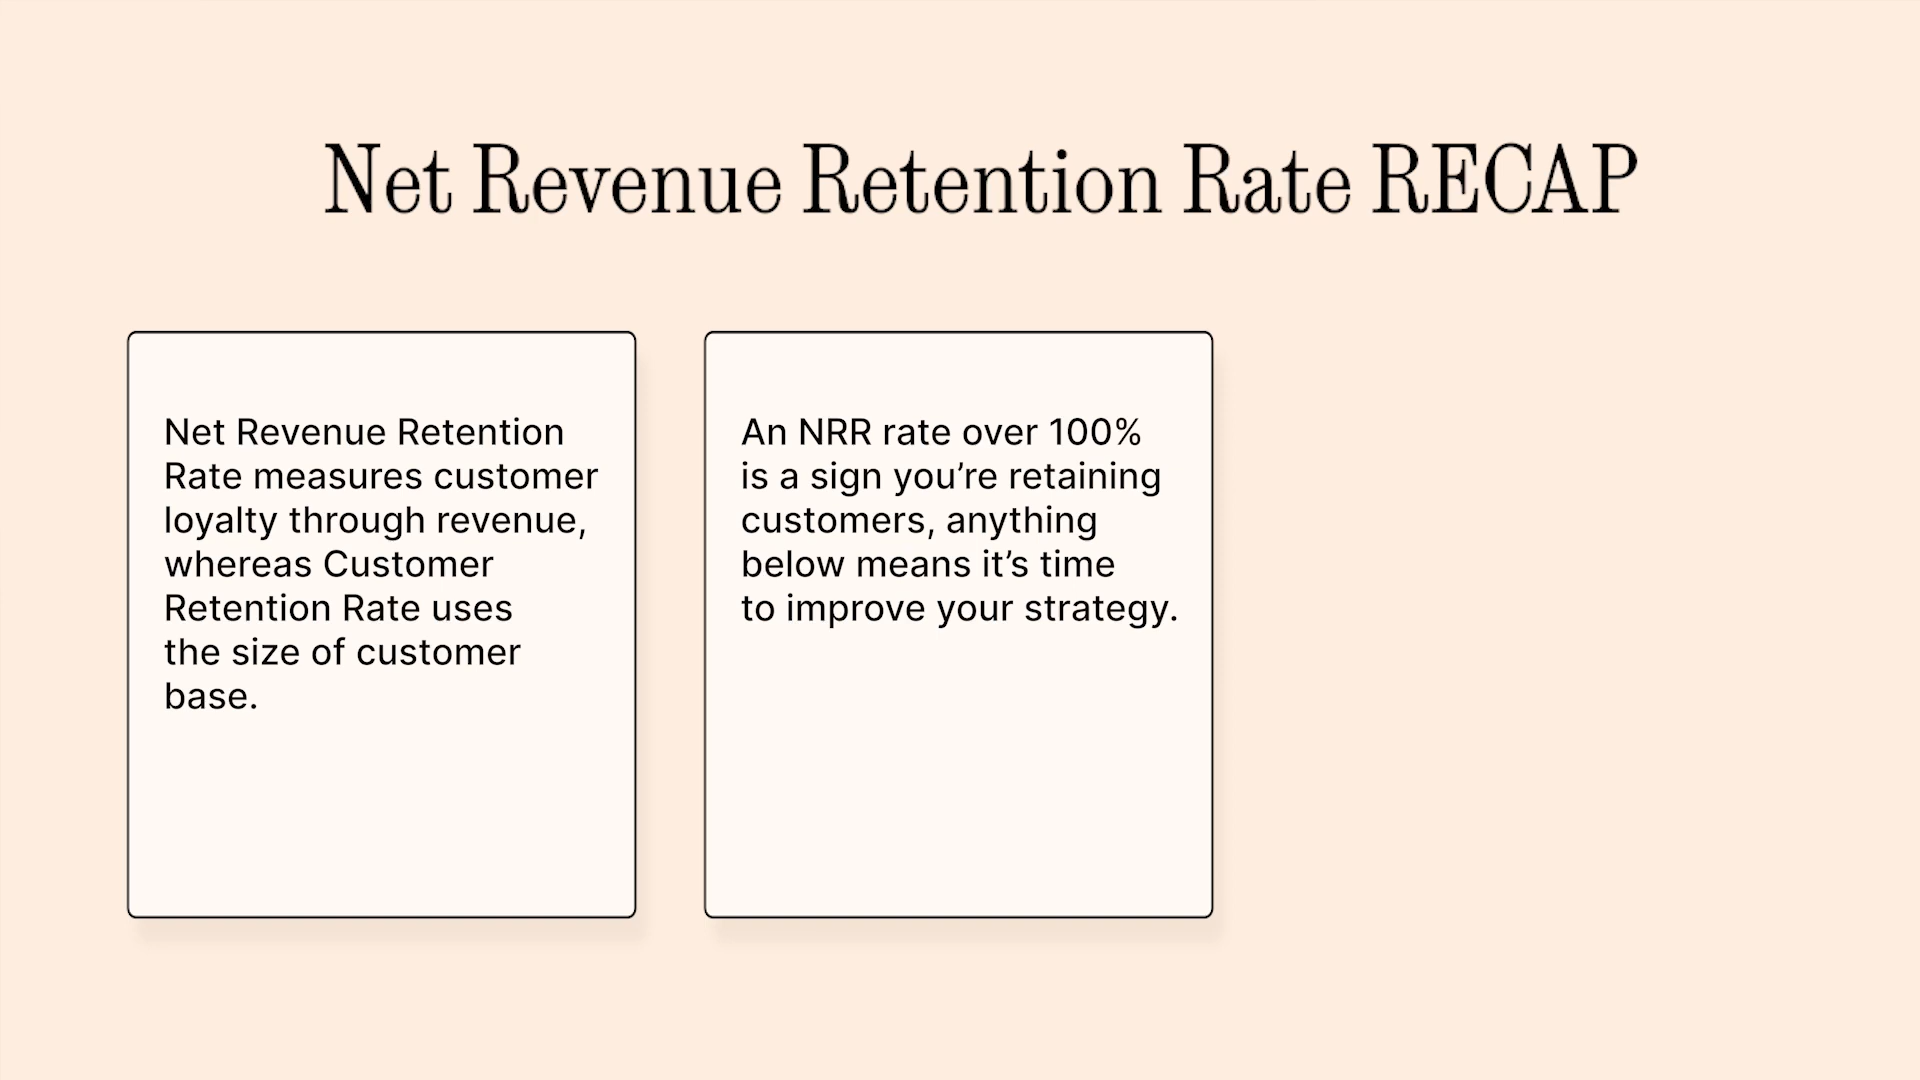 Net Revenue Retention Rate RECAP
Net Revenue Retention
Rate measures customer
loyalty through revenue,
whereas Customer
Retention Rate uses
the size of customer
base.
An NRR rate over 100%
is a sign you’re retaining
customers, anything
below means it’s time
to improve your strategy.